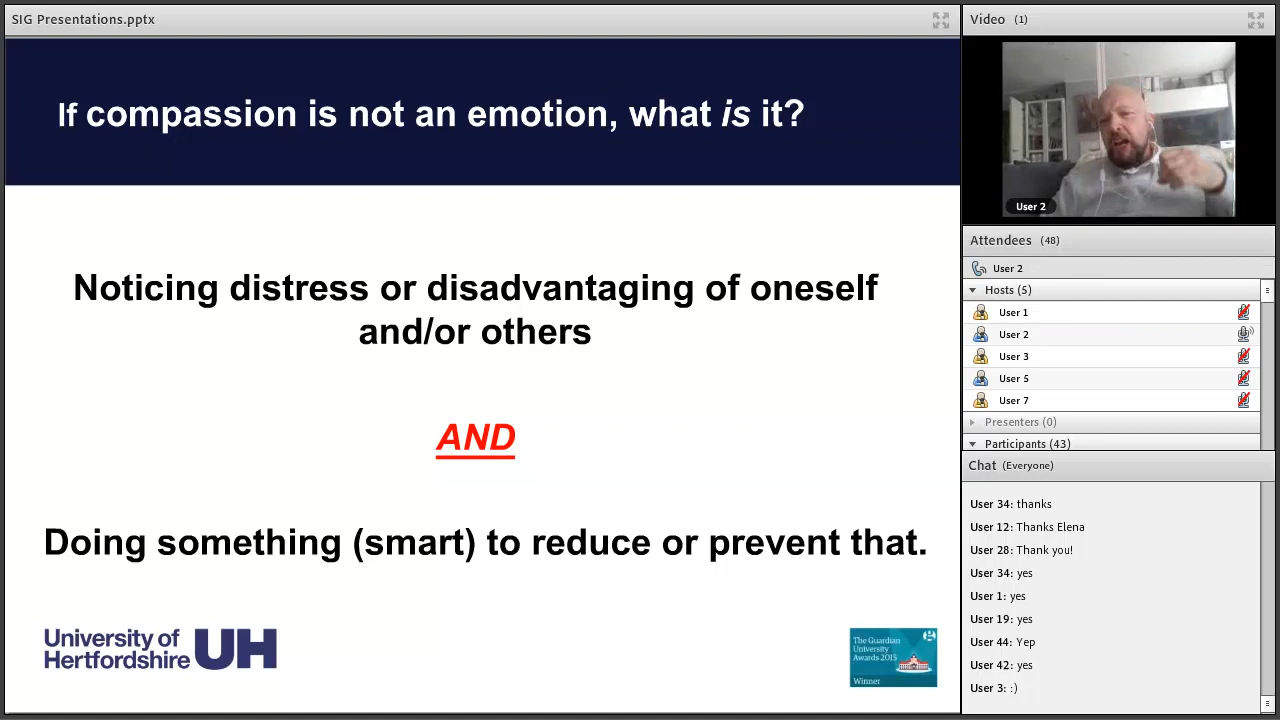 SIG Presentations.pptx
If compassion is not an emotion, what is it?
Noticing distress or disadvantaging of oneself
and/or others
AND
Doing something (smart) to reduce or prevent that.
University of
Hertfordshire UH
The Guardian
University
Awards 2015
Winner
Video (1)
User 2
Attendees (48)
User 2
Hosts (5)
User 1
User 2
User 3
User 5
User 7
Presenters (0)
Participants (43)
Chat (Everyone)
User 34: thanks
User 12: Thanks Elena
User 28: Thank you!
User 34: yes
User 1: yes
User 19: yes
User 44: Yep
User 42: yes
User 3: :)